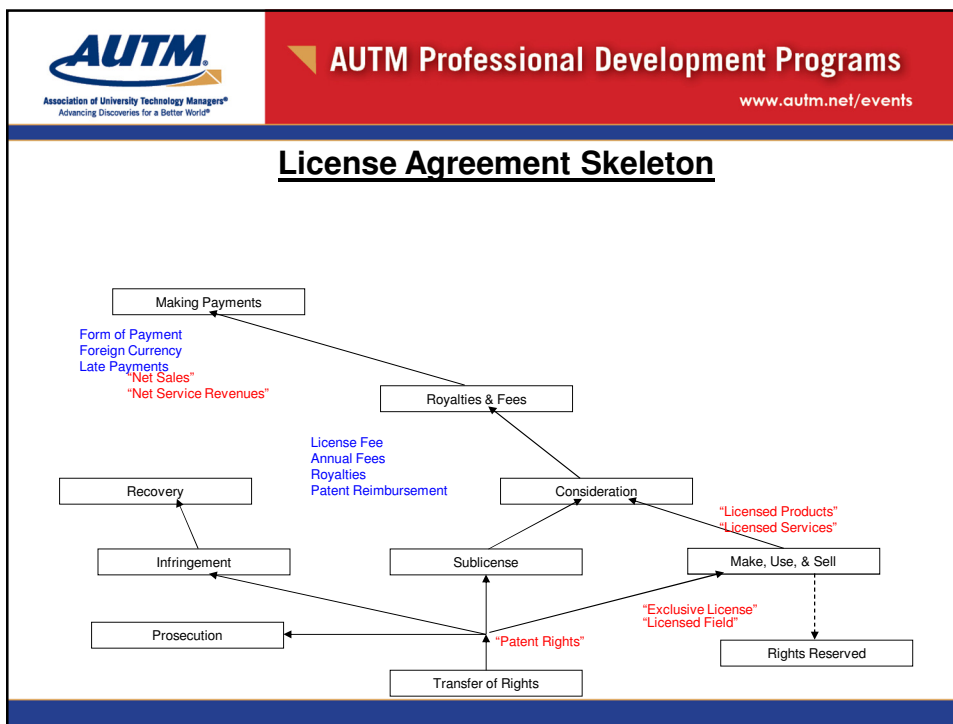 AUTM®
Association of University Technology Managers®
Advancing Discoveries for a Better World®
AUTM Professional Development Programs
www.autm.net/events
License Agreement Skeleton
Making Payments
Form of Payment
Foreign Currency
Late Payments
“Net Sales”
“Net Service Revenues”
Royalties & Fees
License Fee
Annual Fees
Royalties
Patent Reimbursement
Recovery
Consideration
“Licensed Products”
“Licensed Services”
Infringement
Sublicense
Make, Use, & Sell
“Exclusive License”
“Licensed Field”
Prosecution
“Patent Rights”
Rights Reserved
Transfer of Rights